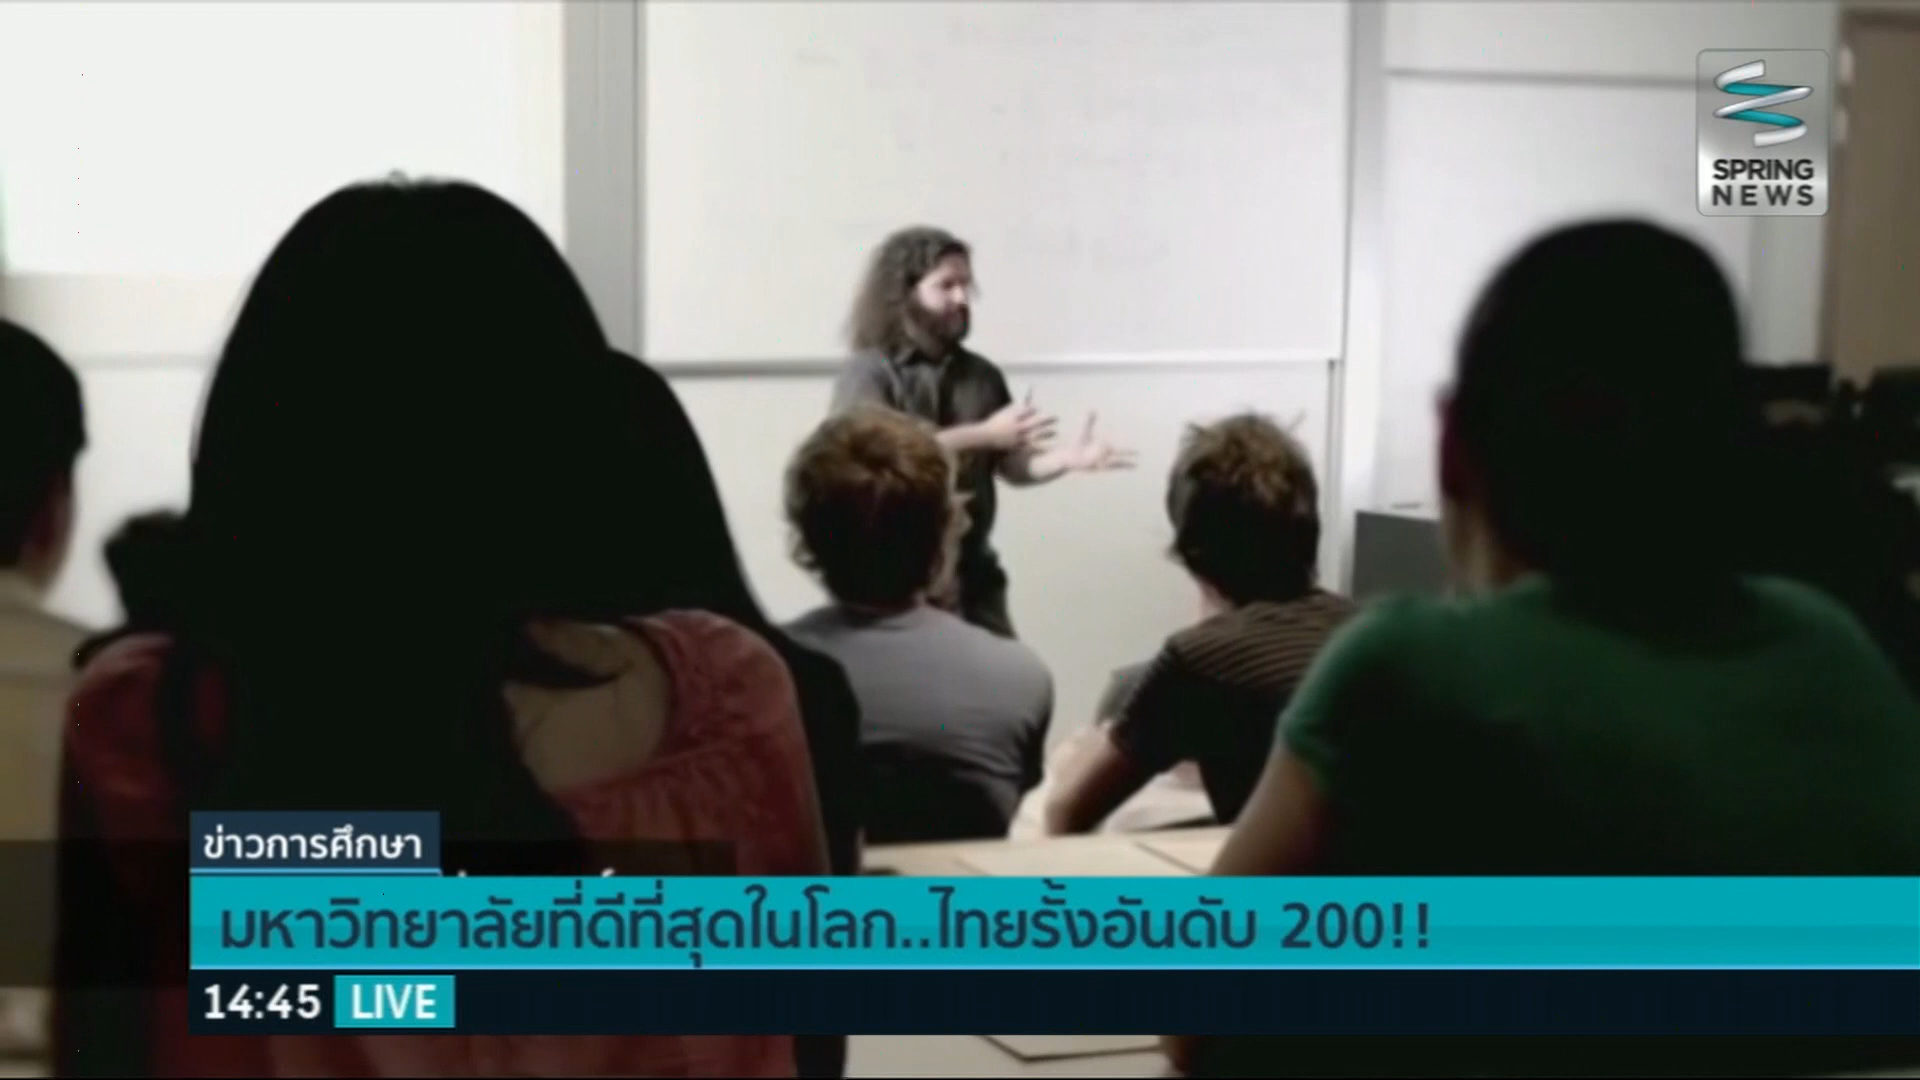 SPRING
NEWS
ข่าวการศึกษา
มหาวิทยาลัยที่ดีที่สุดในโลก..ไทยรั้งอันดับ 200!!
14:45 LIVE